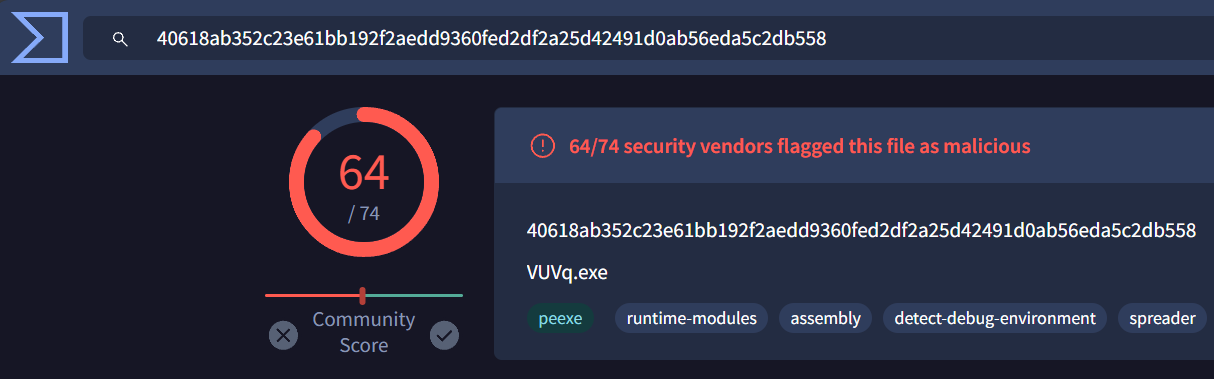 40618ab352c23e61bb192f2aedd9360fed2df2a25d42491d0ab56eda5c2db558
64
/ 74
Community
Score
64/74 security vendors flagged this file as malicious
40618ab352c23e61bb192f2aedd9360fed2df2a25d42491d0ab56eda5c2db558
VUVq.exe
peexe runtime-modules assembly detect-debug-environment spreader